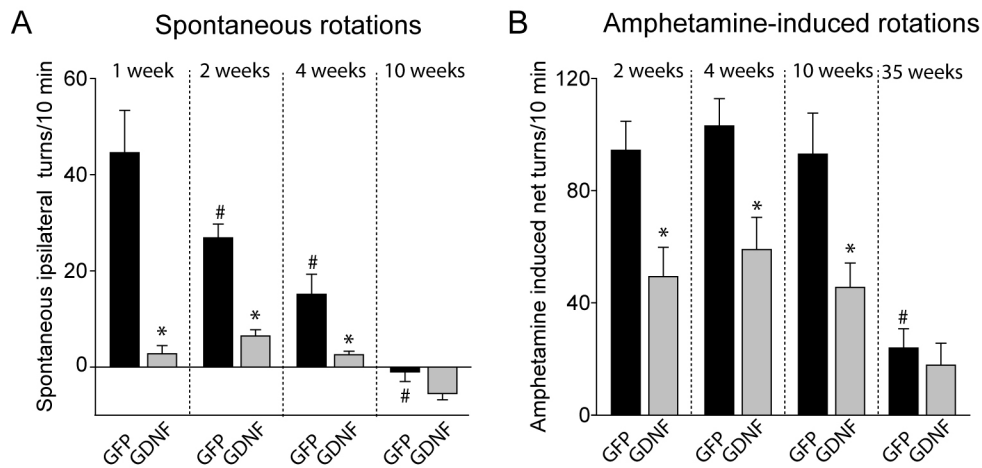 A
Spontaneous rotations
1 week
2 weeks
4 weeks
10 weeks
Spontaneous ipsilateral turns/10 min
60
40
20
0
*
#
*
#
*
#
GFP
GDNF
GFP
GDNF
GFP
GDNF
GFP
GDNF
B
Amphetamine-induced rotations
2 weeks
4 weeks
10 weeks
35 weeks
Amphetamine induced net turns/10 min
120
80
40
0
*
*
*
#
GFP
GDNF
GFP
GDNF
GFP
GDNF
GFP
GDNF